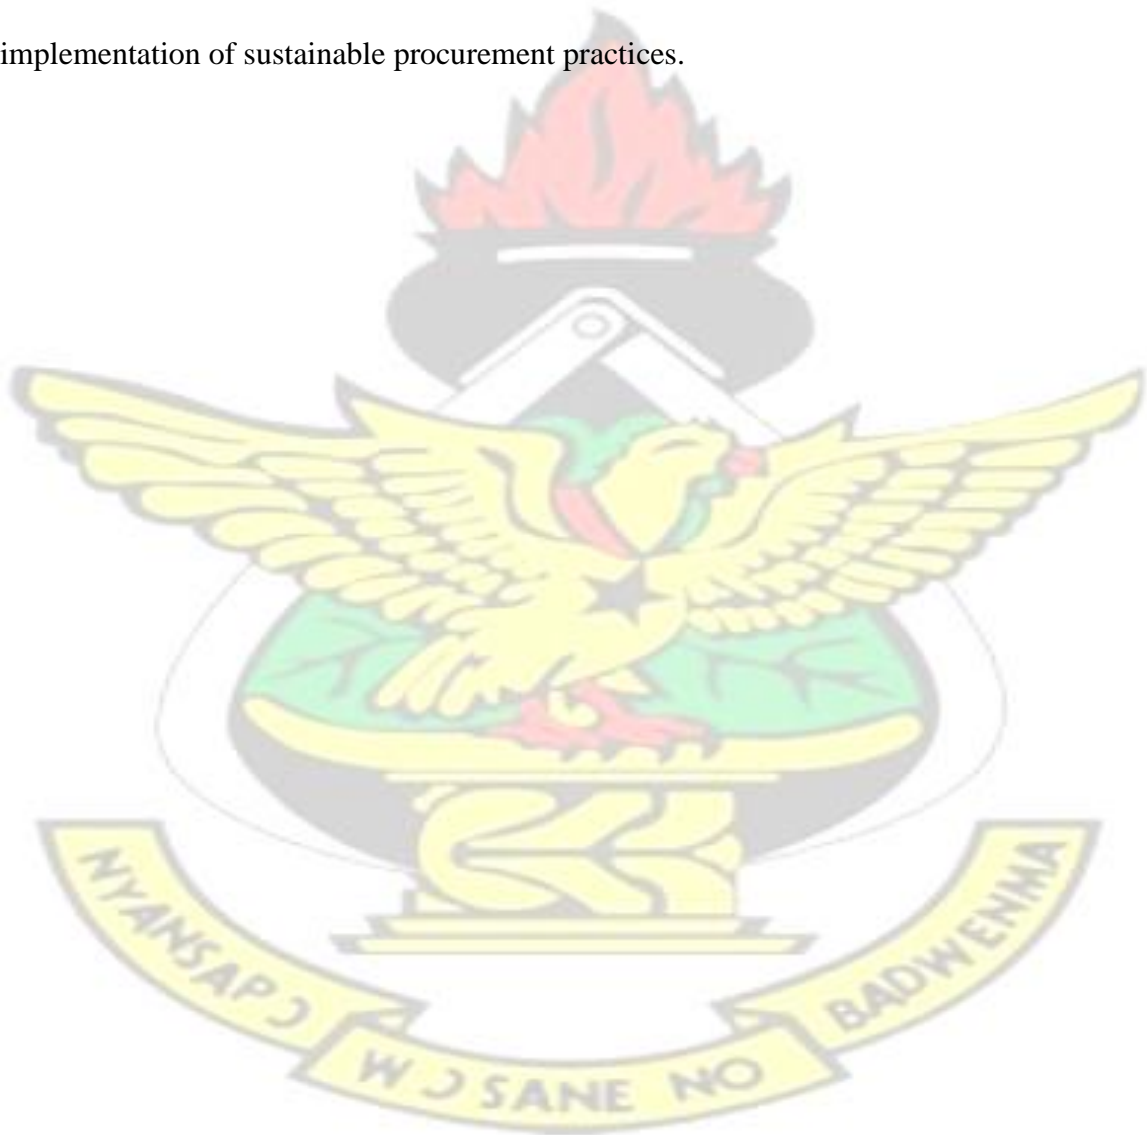 implementation of sustainable procurement practices.
NYANSAPƆ
WƆSANE NO
BADWENMA